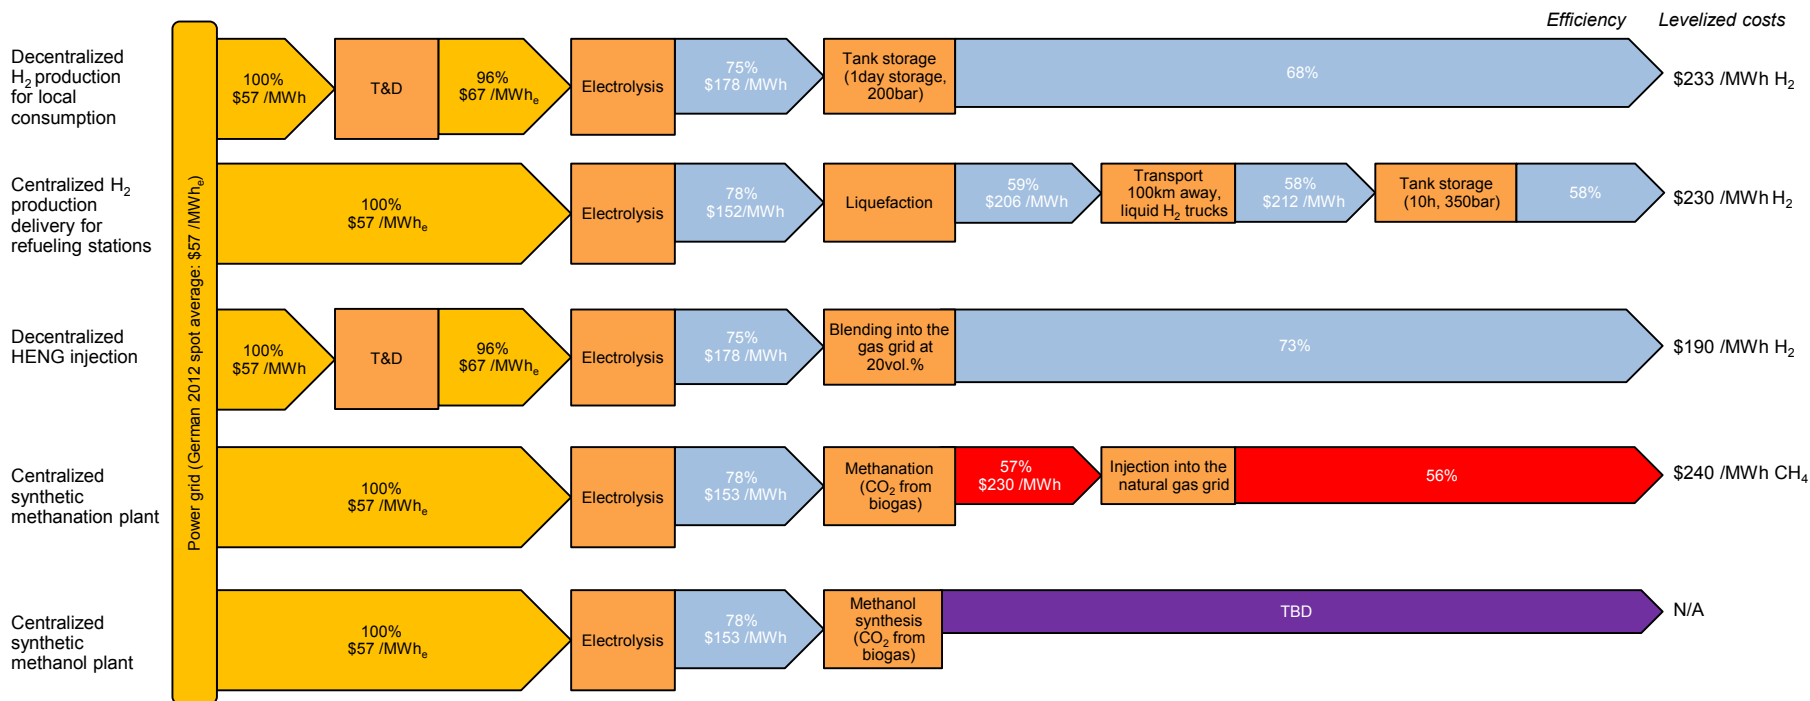 Efficiency Levelized costs
Power grid (German 2012 spot average: $57 /MWhₑ)
Decentralized
H₂ production
for local
consumption
100%
$57 /MWh
T&D
96%
$67 /MWhₑ
Electrolysis
75%
$178 /MWh
Tank storage
(1day storage,
200bar)
68%
$233 /MWh H₂
Centralized H₂
production
delivery for
refueling stations
100%
$57 /MWhₑ
Electrolysis
78%
$152/MWh
Liquefaction
59%
$206 /MWh
Transport
100km away,
liquid H₂ trucks
58%
$212 /MWh
Tank storage
(10h, 350bar)
58%
$230 /MWh H₂
Decentralized
HENG injection
100%
$57 /MWh
T&D
96%
$67 /MWhₑ
Electrolysis
75%
$178 /MWh
Blending into the
gas grid at
20vol.%
73%
$190 /MWh H₂
Centralized
synthetic
methanation plant
100%
$57 /MWhₑ
Electrolysis
78%
$153 /MWh
Methanation
(CO₂ from
biogas)
57%
$230 /MWh
Injection into the
natural gas grid
56%
$240 /MWh CH₄
Centralized
synthetic
methanol plant
100%
$57 /MWhₑ
Electrolysis
78%
$153 /MWh
Methanol
synthesis
(CO₂ from
biogas)
TBD
N/A